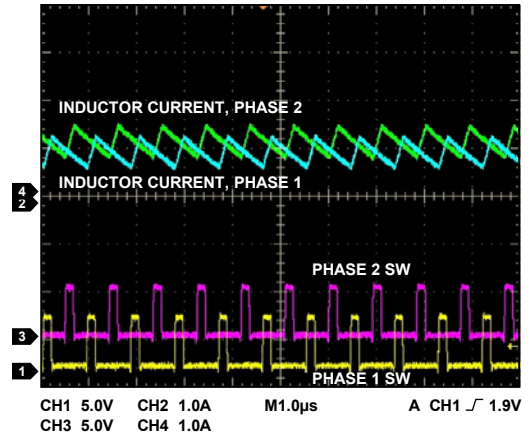 INDUCTOR CURRENT, PHASE 2
INDUCTOR CURRENT, PHASE 1
4
2
PHASE 2 SW
3
1
PHASE 1 SW
CH1 5.0V CH2 1.0A M1.0μs A CH1 1.9V
CH3 5.0V CH4 1.0A